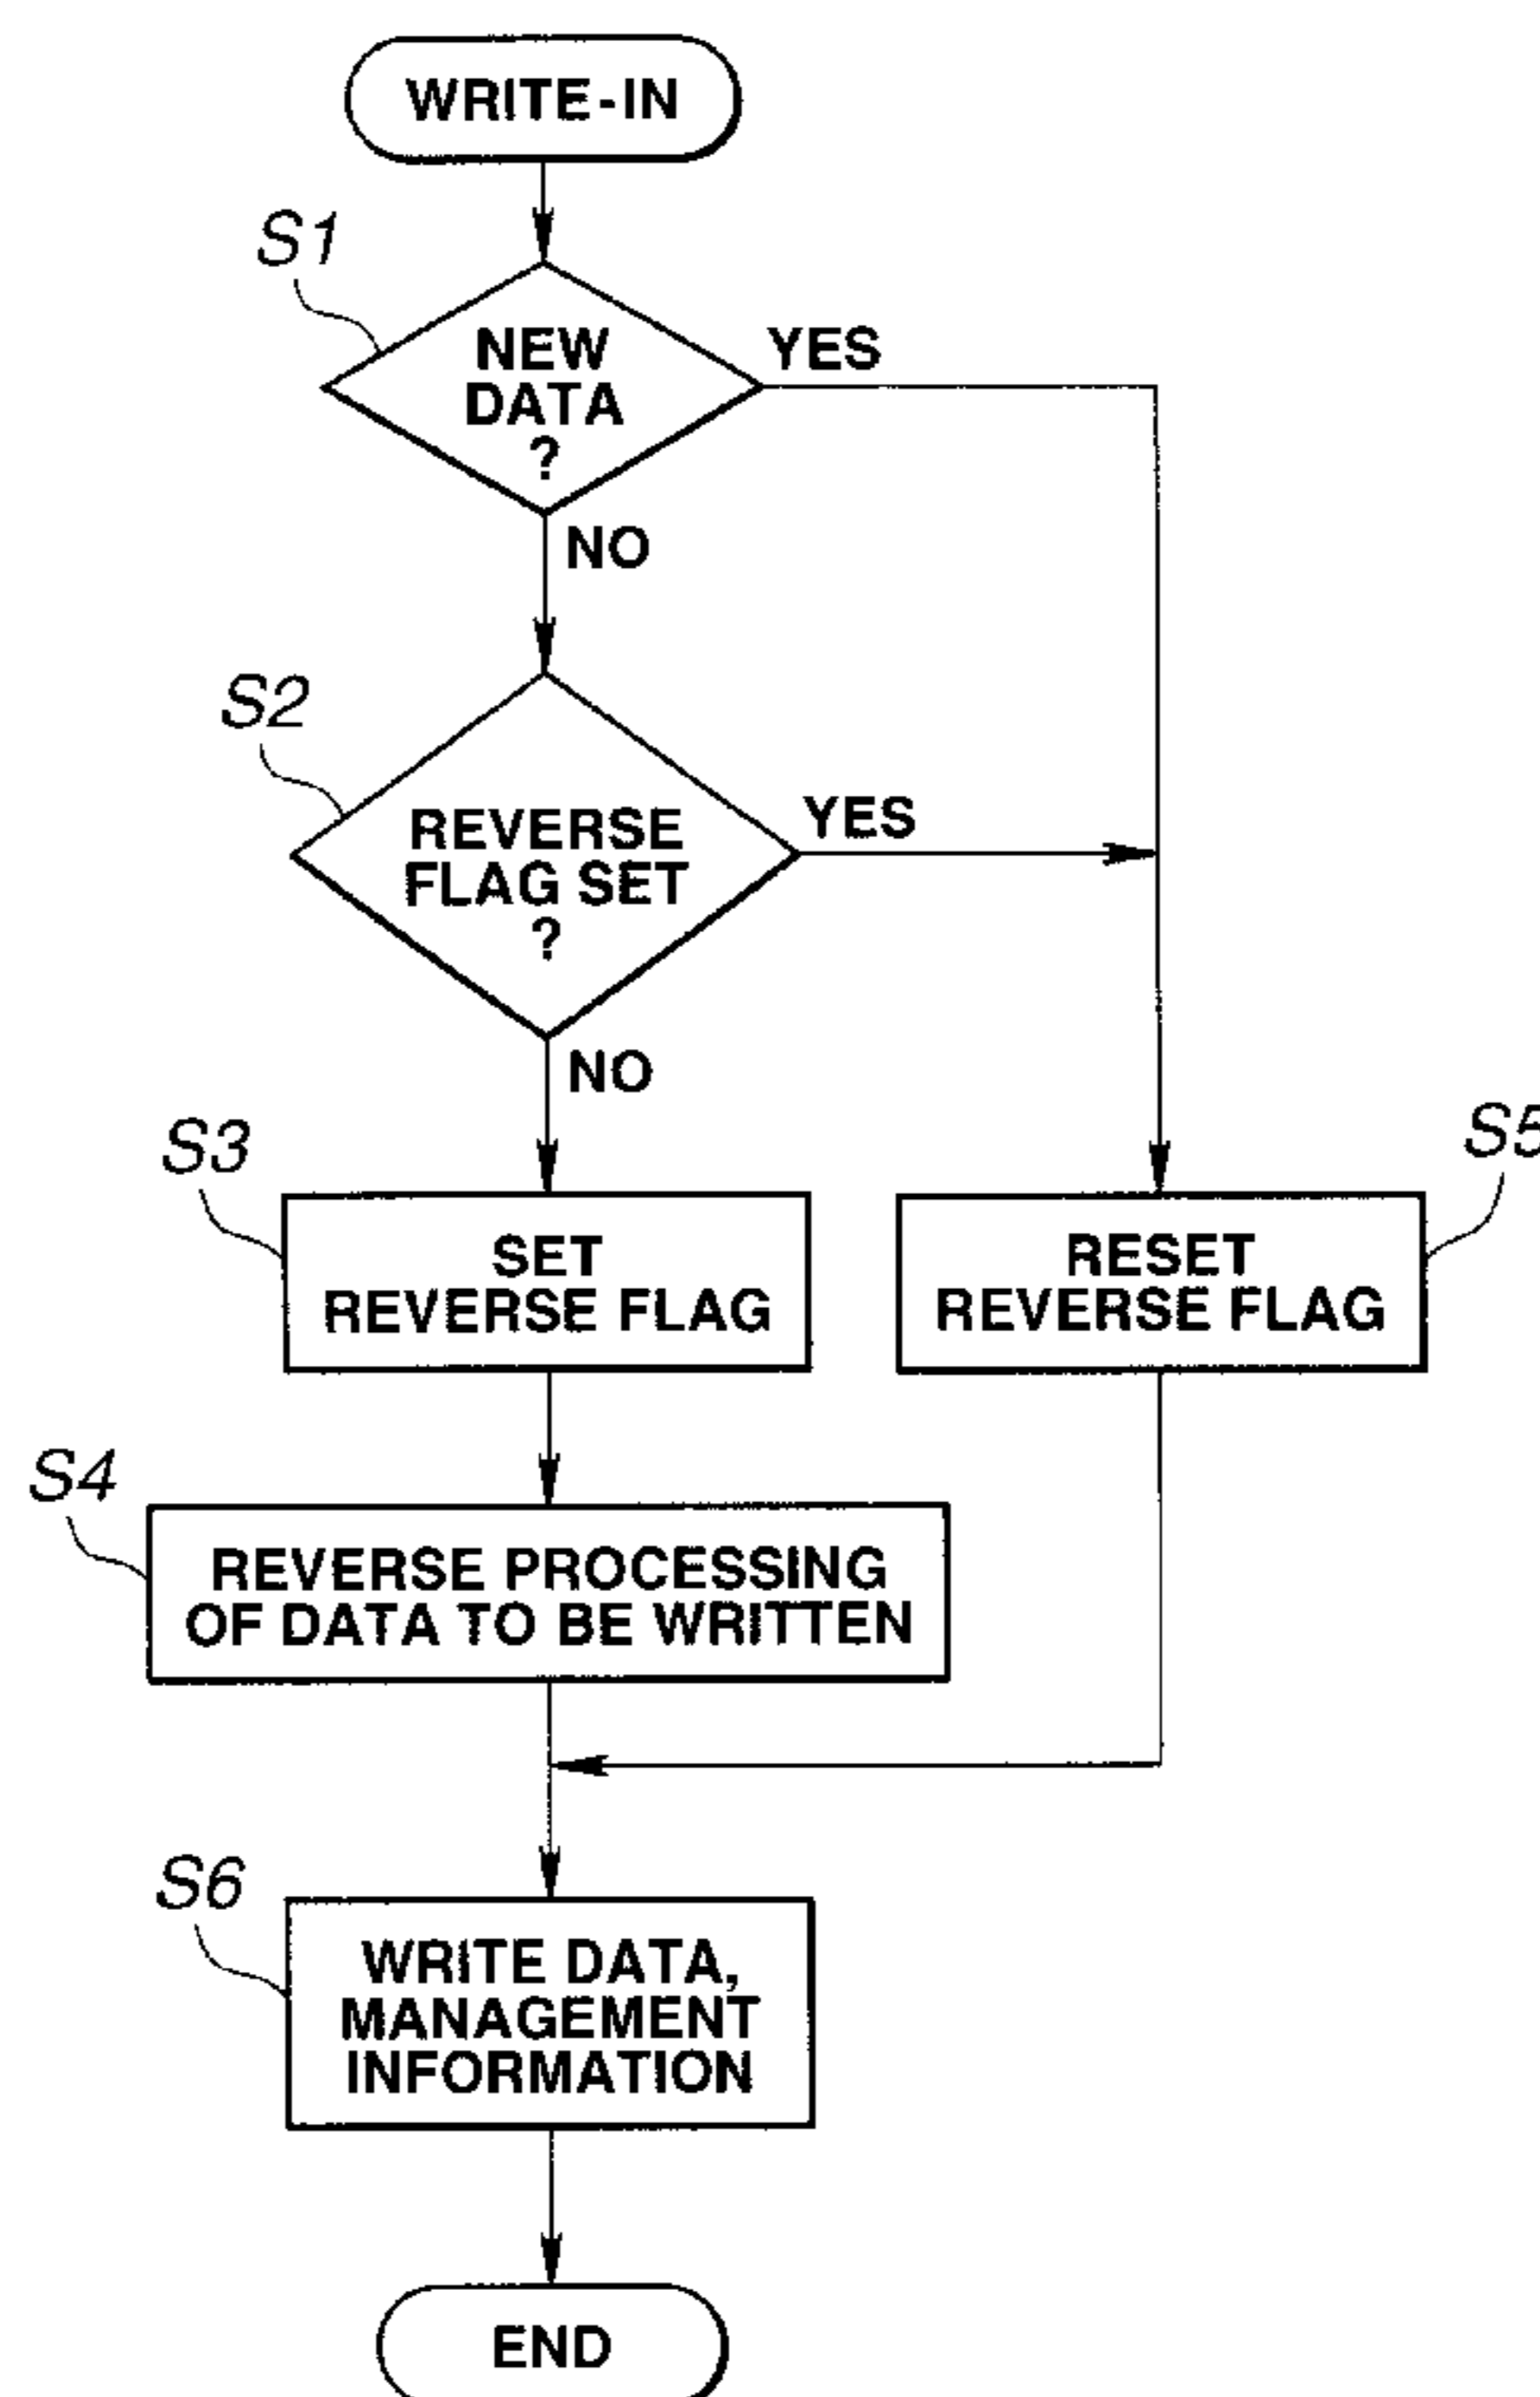 WRITE-IN
S1
NEW
DATA
?
YES
NO
S2
REVERSE
FLAG SET
?
YES
NO
S3
SET
REVERSE FLAG
S5
RESET
REVERSE FLAG
S4
REVERSE PROCESSING
OF DATA TO BE WRITTEN
S6
WRITE DATA,
MANAGEMENT
INFORMATION
END